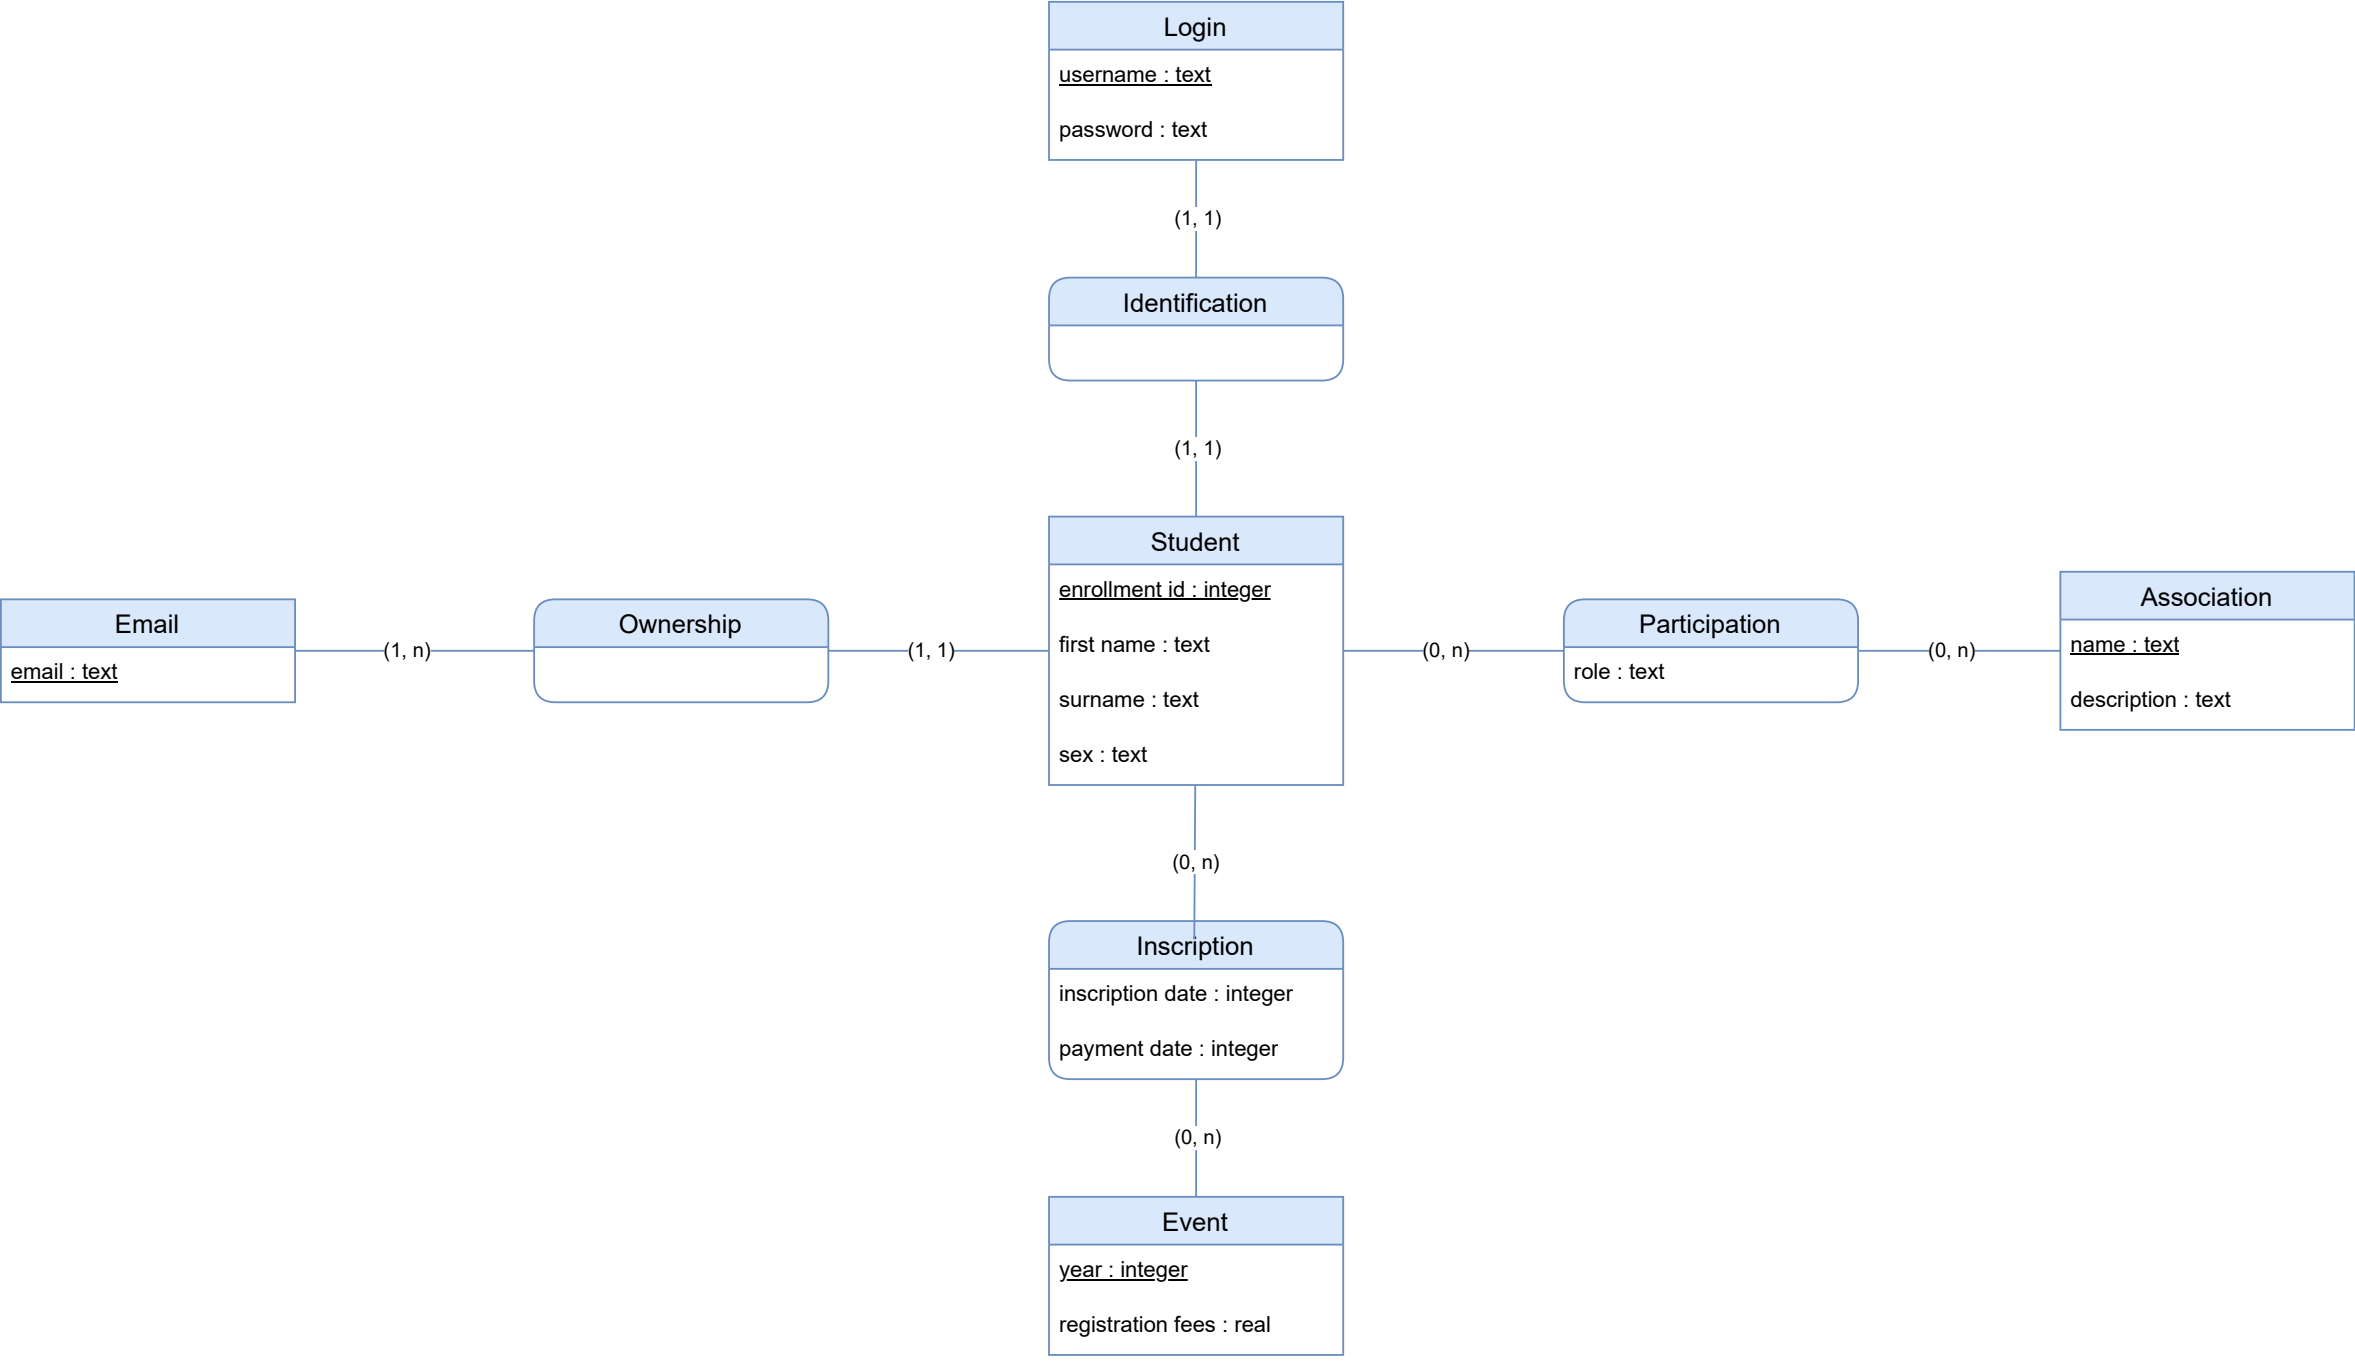 Login
username : text
password : text
(1, 1)
Identification
(1, 1)
Student
enrollment id : integer
first name : text
surname : text
sex : text
Email
email : text
(1, n)
Ownership
(1, 1)
(0, n)
Participation
role : text
(0, n)
Association
name : text
description : text
(0, n)
Inscription
inscription date : integer
payment date : integer
(0, n)
Event
year : integer
registration fees : real